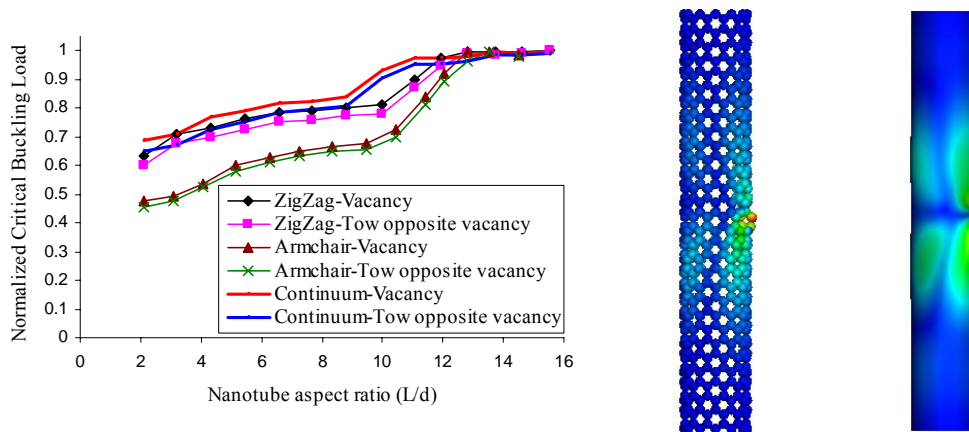 Normalized Critical Buckling Load
1
0.9
0.8
0.7
0.6
0.5
0.4
0.3
0.2
0.1
0
0 2 4 6 8 10 12 14 16
ZigZag-Vacancy
ZigZag-Tow opposite vacancy
Armchair-Vacancy
Armchair-Tow opposite vacancy
Continuum-Vacancy
Continuum-Tow opposite vacancy
Nanotube aspect ratio (L/d)